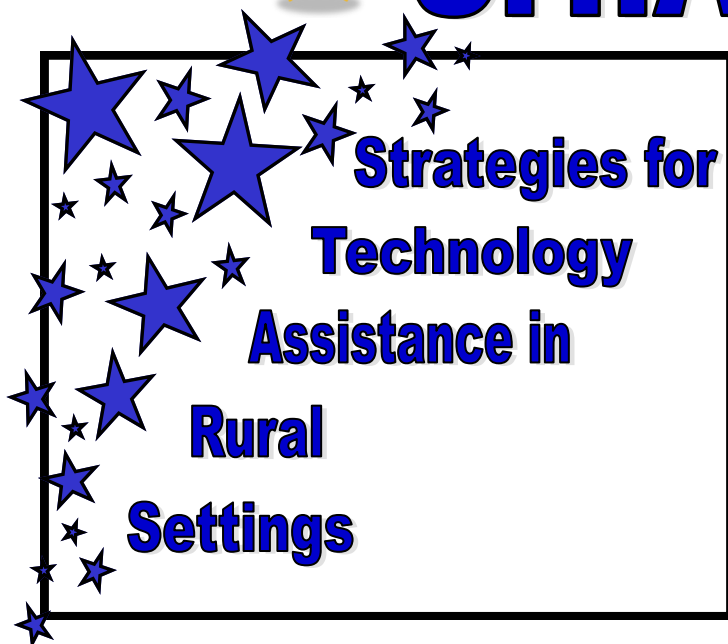 Strategies for
Technology
Assistance in
Rural
Settings